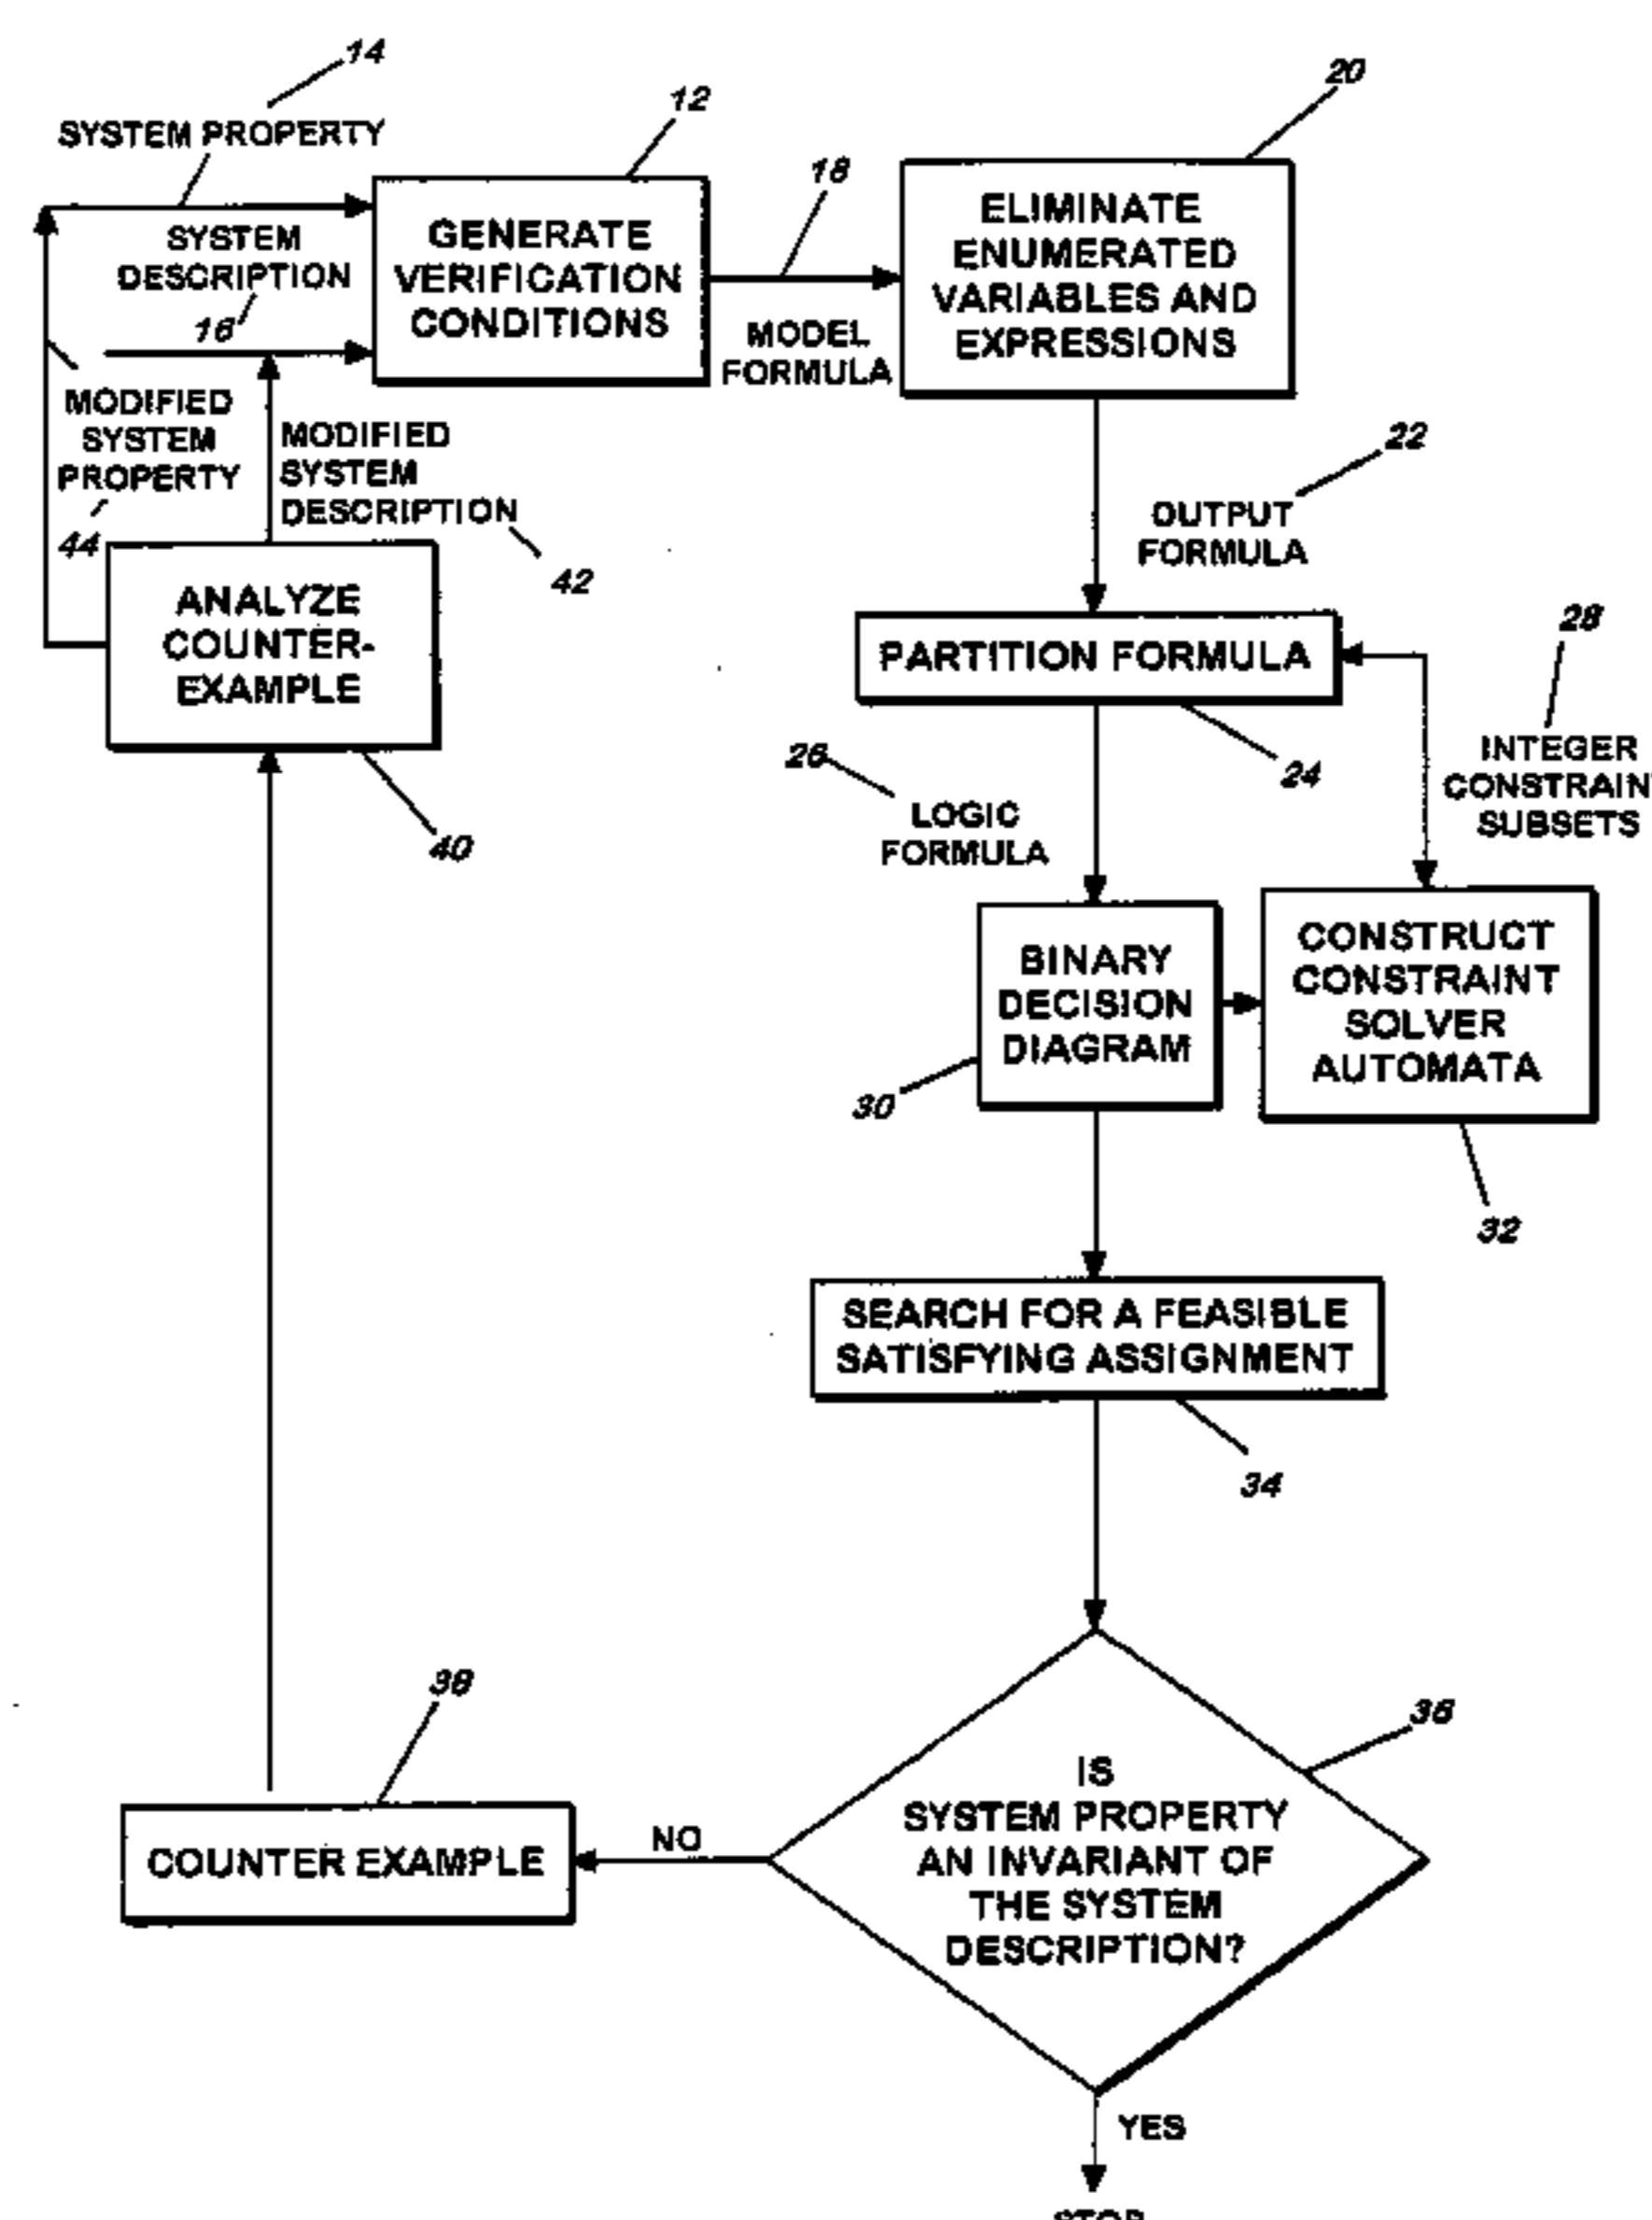 14
SYSTEM PROPERTY
12
20
18
SYSTEM
DESCRIPTION
16
GENERATE
VERIFICATION
CONDITIONS
MODEL
FORMULA
ELIMINATE
ENUMERATED
VARIABLES AND
EXPRESSIONS
MODIFIED
SYSTEM
PROPERTY
44
MODIFIED
SYSTEM
DESCRIPTION
42
22
OUTPUT
FORMULA
ANALYZE
COUNTER-
EXAMPLE
40
PARTITION FORMULA
24
28
INTEGER
CONSTRAIN
SUBSETS
26
LOGIC
FORMULA
BINARY
DECISION
DIAGRAM
30
CONSTRUCT
CONSTRAINT
SOLVER
AUTOMATA
32
SEARCH FOR A FEASIBLE
SATISFYING ASSIGNMENT
34
38
COUNTER EXAMPLE
NO
36
IS
SYSTEM PROPERTY
AN INVARIANT OF
THE SYSTEM
DESCRIPTION?
YES
STOP